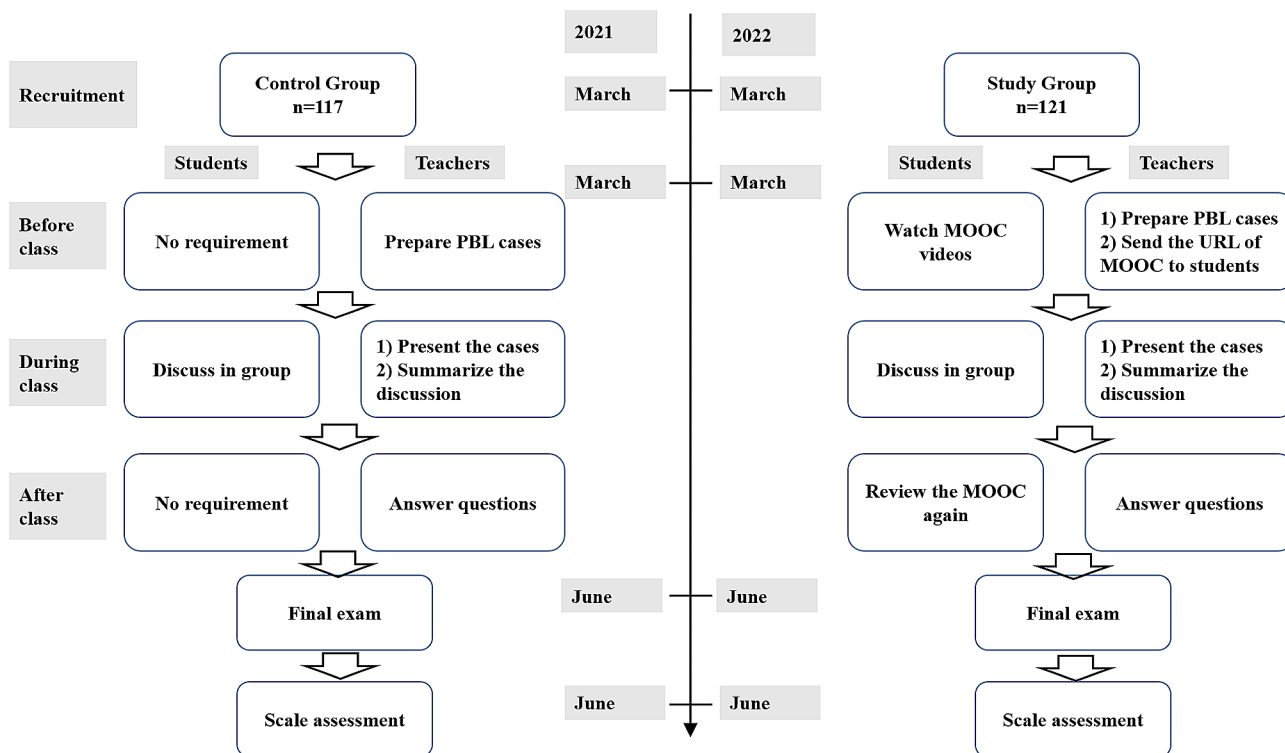 2021
2022
Recruitment
Control Group
n=117
March
March
Study Group
n=121
Students
Teachers
March
March
Students
Teachers
Before
class
No requirement
Prepare PBL cases
Watch MOOC
videos
1) Prepare PBL cases
2) Send the URL of
MOOC to students
During
class
Discuss in group
1) Present the cases
2) Summarize the
discussion
Discuss in group
1) Present the cases
2) Summarize the
discussion
After
class
No requirement
Answer questions
Review the MOOC
again
Answer questions
Final exam
June
June
Final exam
Scale assessment
June
June
Scale assessment